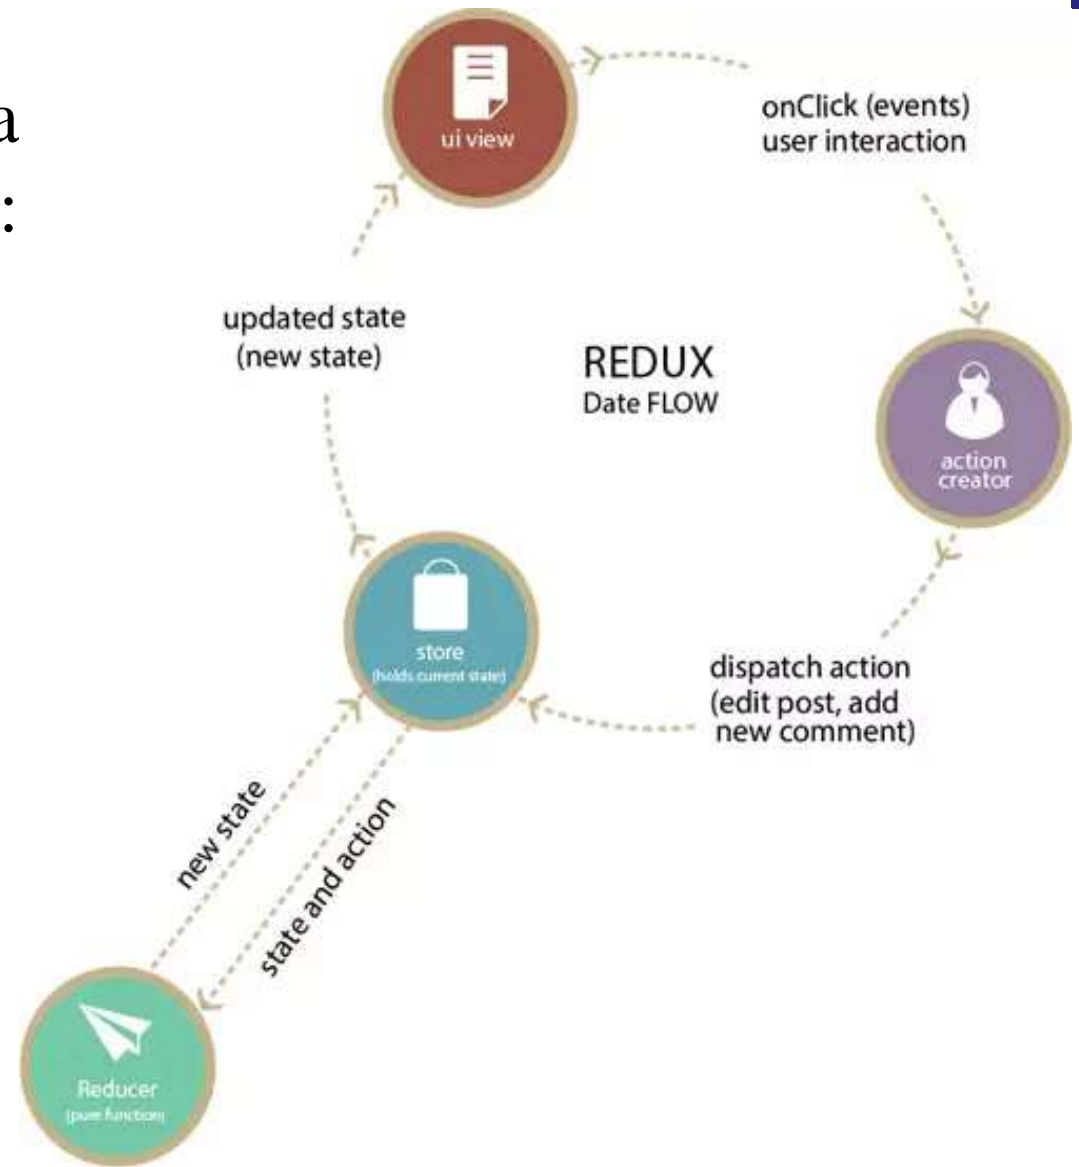 a
:
ui view
onClick (events)
user interaction
updated state
(new state)
REDUX
Date FLOW
action
creator
store
(holds current state)
dispatch action
(edit post, add
new comment)
new state
state and action
Reducer
(pure function)